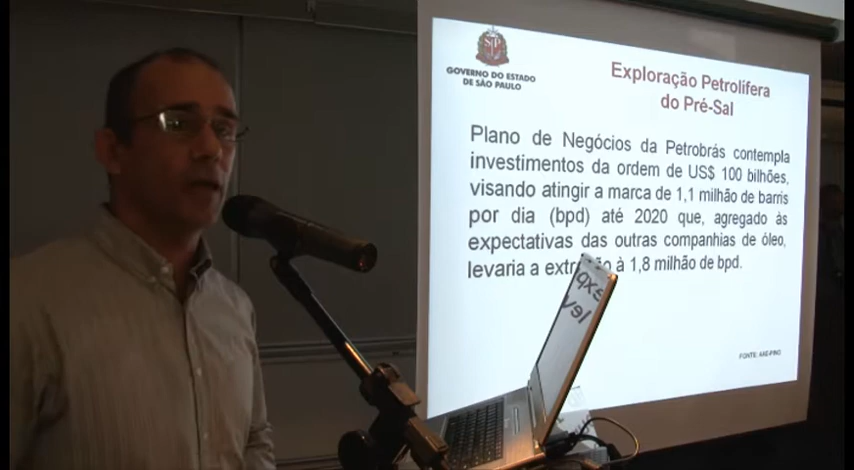 GOVERNO DO ESTADO
DE SÃO PAULO
Exploração Petrolífera
do Pré-Sal
Plano de Negócios da Petrobrás contempla
investimentos da ordem de US$ 100 bilhões,
visando atingir a marca de 1,1 milhão de barris
por dia (bpd) até 2020 que, agregado às
expectativas das outras companhias de óleo,
levaria a à 1,8 milhão de bpd.
FONTE: